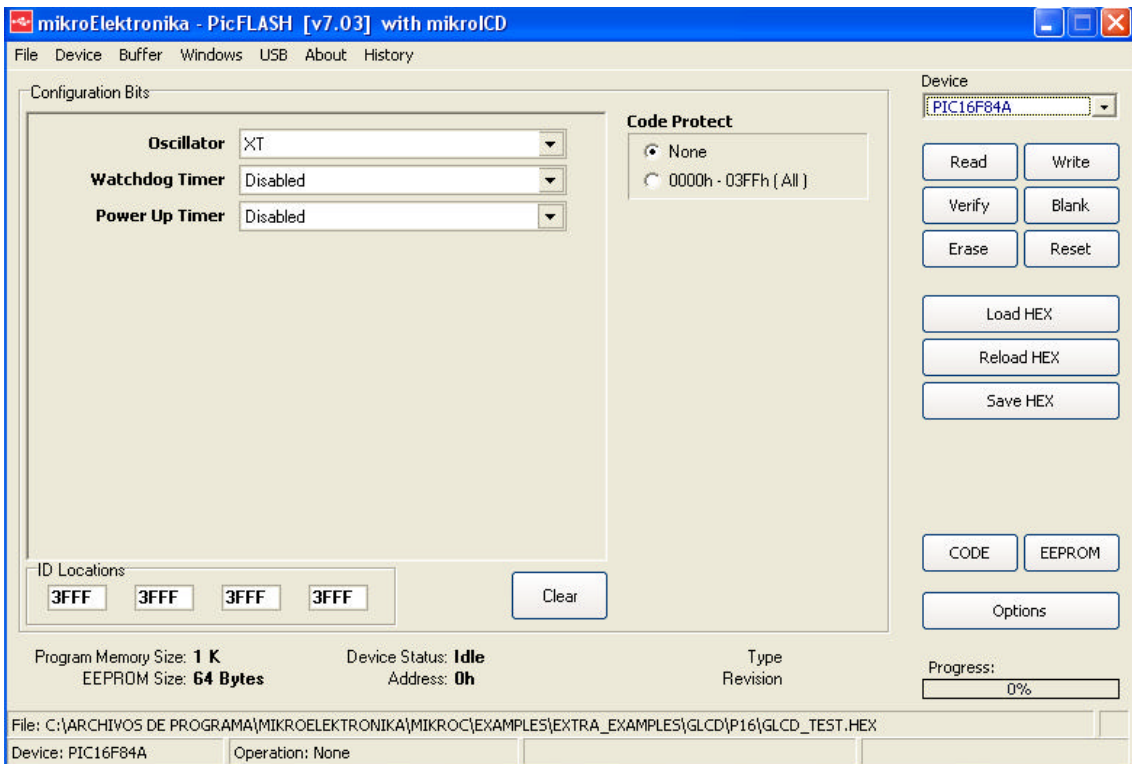 mikroElektronika - PicFLASH [v7.03] with mikroICD
File Device Buffer Windows USB About History
Configuration Bits
Oscillator XT
Watchdog Timer Disabled
Power Up Timer Disabled
Code Protect
None
0000h - 03FFh ( All )
ID Locations
3FFF 3FFF 3FFF 3FFF
Clear
Device
PIC16F84A
Read Write
Verify Blank
Erase Reset
Load HEX
Reload HEX
Save HEX
CODE EEPROM
Options
Program Memory Size: 1 K Device Status: Idle Type
EEPROM Size: 64 Bytes Address: 0h Revision
Progress:
0%
File: C:\ARCHIVOS DE PROGRAMA\MIKROELEKTRONIKA\MIKROC\EXAMPLES\EXTRA_EXAMPLES\GLCD\P16\GLCD_TEST.HEX
Device: PIC16F84A Operation: None